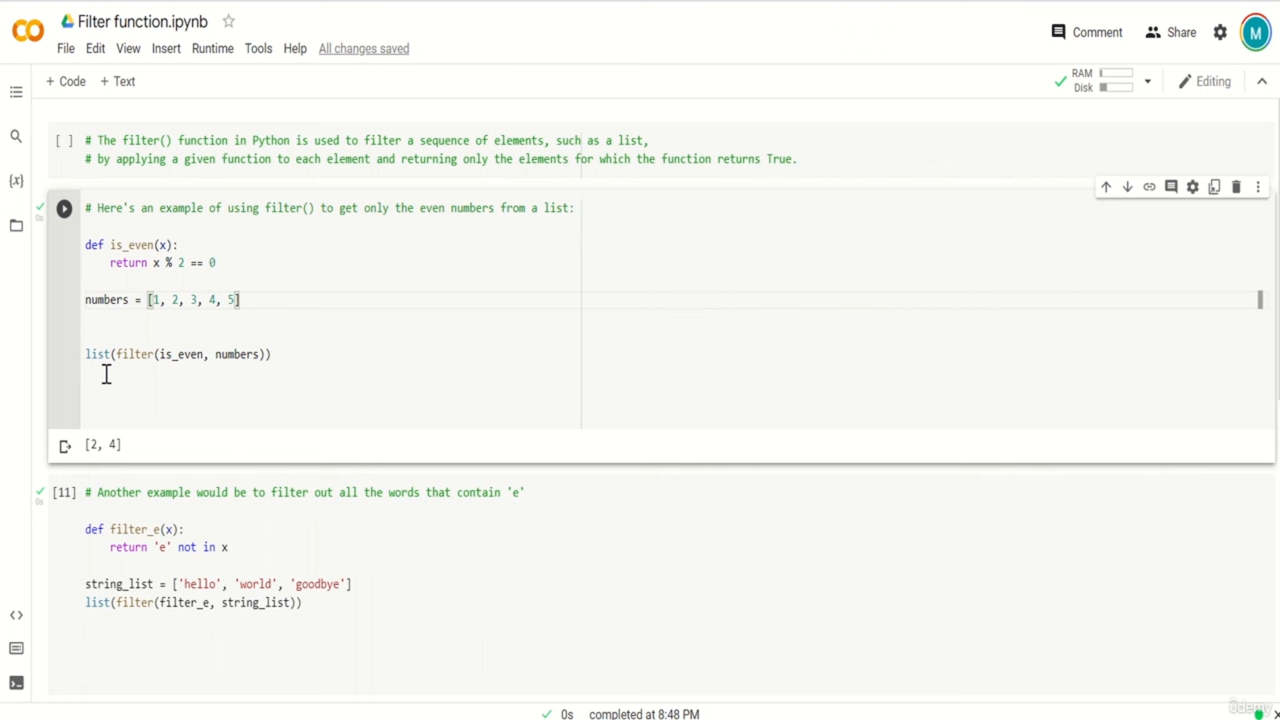 Filter function.ipynb
File Edit View Insert Runtime Tools Help All changes saved
Comment Share M
+ Code + Text
RAM
Disk
Editing
[ ] # The filter() function in Python is used to filter a sequence of elements, such as a list,
# by applying a given function to each element and returning only the elements for which the function returns True.
0s
# Here's an example of using filter() to get only the even numbers from a list:
def is_even(x):
return x % 2 == 0
numbers = [1, 2, 3, 4, 5]
list(filter(is_even, numbers))
[2, 4]
0s
[11] # Another example would be to filter out all the words that contain 'e'
def filter_e(x):
return 'e' not in x
string_list = ['hello', 'world', 'goodbye']
list(filter(filter_e, string_list))
0s completed at 8:48 PM
ûdemy